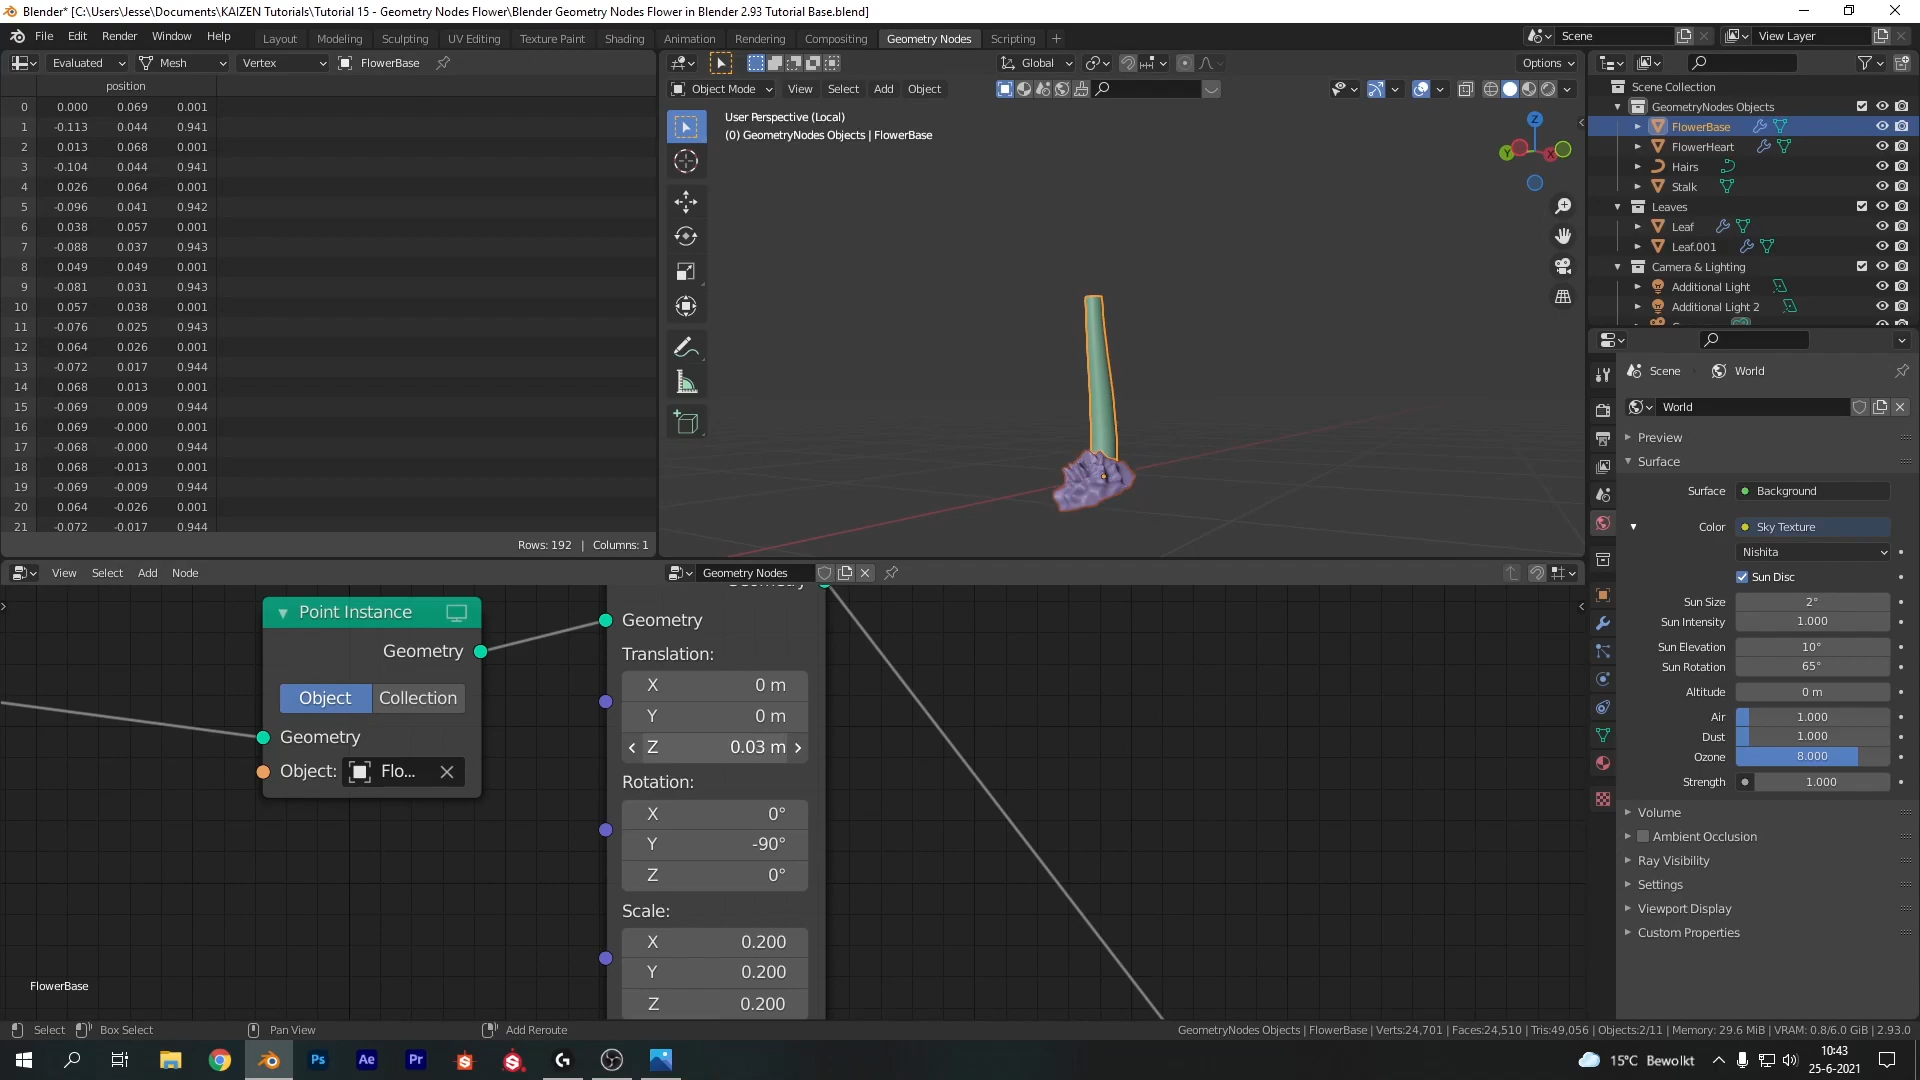 Blender* [C:\Users\Jesse\Documents\KAIZEN Tutorials\Tutorial 15 - Geometry Nodes Flower\Blender Geometry Nodes Flower in Blender 2.93 Tutorial Base.blend]
File Edit Render Window Help Layout Modeling Sculpting UV Editing Texture Paint Shading Animation Rendering Compositing Geometry Nodes Scripting + Scene View Layer
Evaluated Mesh Vertex FlowerBase Global Options
Object Mode View Select Add Object
position
0 0.000 0.069 0.001
1 -0.113 0.044 0.941
2 0.013 0.068 0.001
3 -0.104 0.044 0.941
4 0.026 0.064 0.001
5 -0.096 0.041 0.942
6 0.038 0.057 0.001
7 -0.088 0.037 0.943
8 0.049 0.049 0.001
9 -0.081 0.031 0.943
10 0.057 0.038 0.001
11 -0.076 0.025 0.943
12 0.064 0.026 0.001
13 -0.072 0.017 0.944
14 0.068 0.013 0.001
15 -0.069 0.009 0.944
16 0.069 -0.000 0.001
17 -0.068 -0.000 0.944
18 0.068 -0.013 0.001
19 -0.069 -0.009 0.944
20 0.064 -0.026 0.001
21 -0.072 -0.017 0.944
Rows: 192 | Columns: 1
User Perspective (Local)
(0) GeometryNodes Objects | FlowerBase
Z
Y
X
Scene Collection
GeometryNodes Objects
FlowerBase
FlowerHeart
Hairs
Stalk
Leaves
Leaf
Leaf.001
Camera & Lighting
Additional Light
Additional Light 2
Scene World
World
Preview
Surface
Surface Background
Color Sky Texture
Nishita
Sun Disc
Sun Size 2°
Sun Intensity 1.000
Sun Elevation 10°
Sun Rotation 65°
Altitude 0 m
Air 1.000
Dust 1.000
Ozone 8.000
Strength 1.000
Volume
Ambient Occlusion
Ray Visibility
Settings
Viewport Display
Custom Properties
View Select Add Node Geometry Nodes
Point Instance
Geometry
Object Collection
Geometry
Object: Flo...
Geometry
Geometry
Translation:
X 0 m
Y 0 m
Z 0.03 m
Rotation:
X 0°
Y -90°
Z 0°
Scale:
X 0.200
Y 0.200
Z 0.200
FlowerBase
Select Box Select Pan View Add Reroute GeometryNodes Objects | FlowerBase | Verts:24,701 | Faces:24,510 | Tris:49,056 | Objects:2/11 | Memory: 29.6 MiB | VRAM: 0.8/6.0 GiB | 2.93.0
Ps Ae Pr 15°C Bewolkt 10:43
25-6-2021